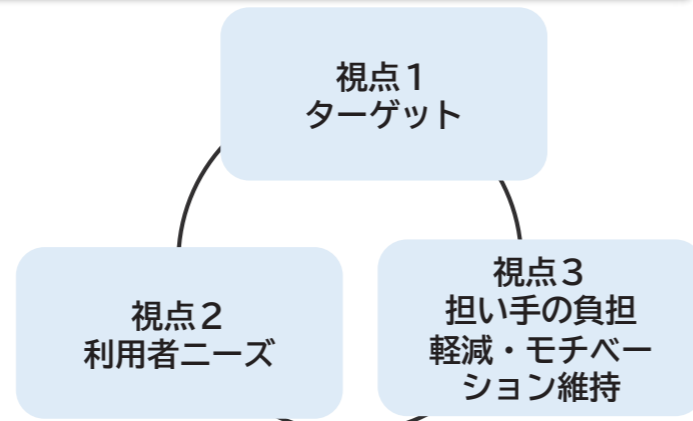 視点１
ターゲット
視点２
利用者ニーズ
視点３
担い手の負担
軽減・モチベー
ション維持